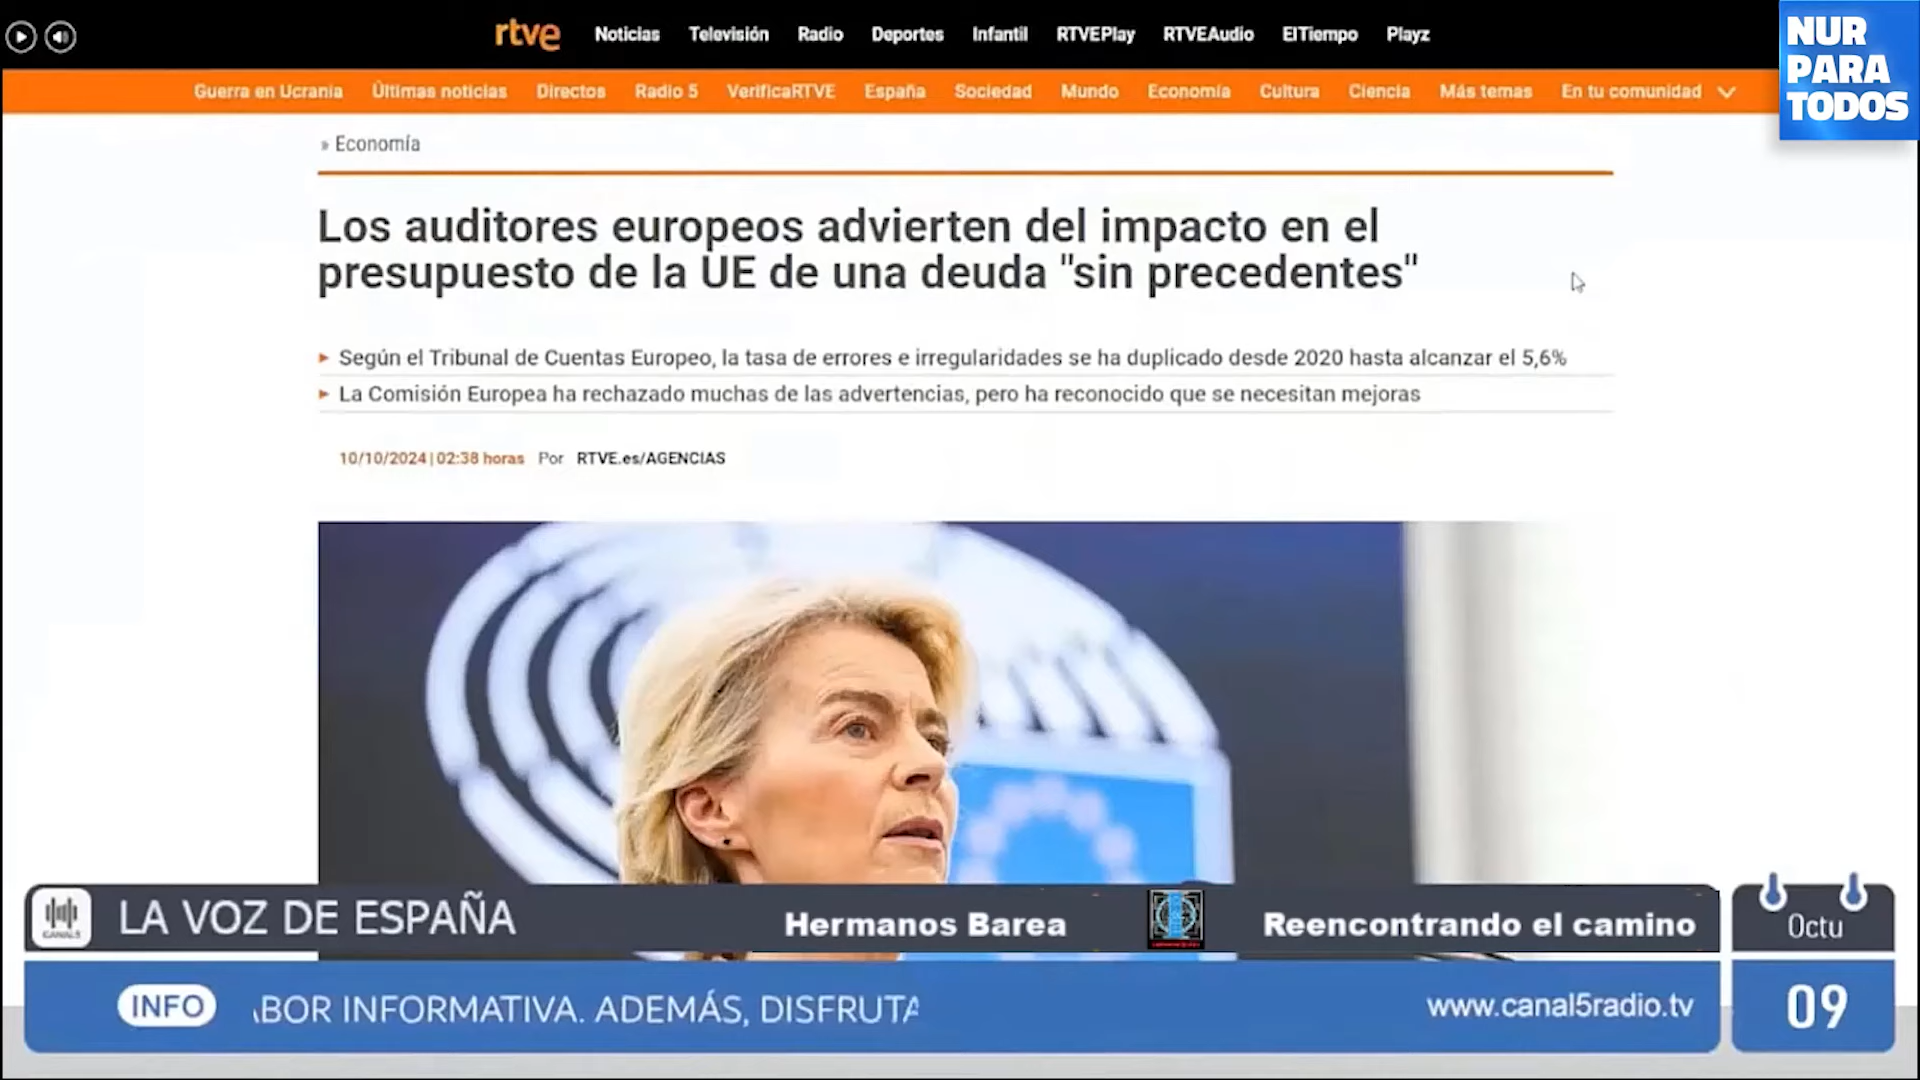 rtve
Noticias Televisión Radio Deportes Infantil RTVEPlay RTVEAudio ElTiempo Playz
NUR
PARA
TODOS
Guerra en Ucrania Últimas noticias Directos Radio 5 VerificaRTVE España Sociedad Mundo Economía Cultura Ciencia Más temas En tu comunidad
» Economía
Los auditores europeos advierten del impacto en el
presupuesto de la UE de una deuda "sin precedentes"
Según el Tribunal de Cuentas Europeo, la tasa de errores e irregularidades se ha duplicado desde 2020 hasta alcanzar el 5,6%
La Comisión Europea ha rechazado muchas de las advertencias, pero ha reconocido que se necesitan mejoras
10/10/2024 | 02:38 horas Por RTVE.es/AGENCIAS
CANAL5
LA VOZ DE ESPAÑA
Hermanos Barea
Reencontrando el camino
Octu
INFO
ABOR INFORMATIVA. ADEMÁS, DISFRUTA
www.canal5radio.tv
09